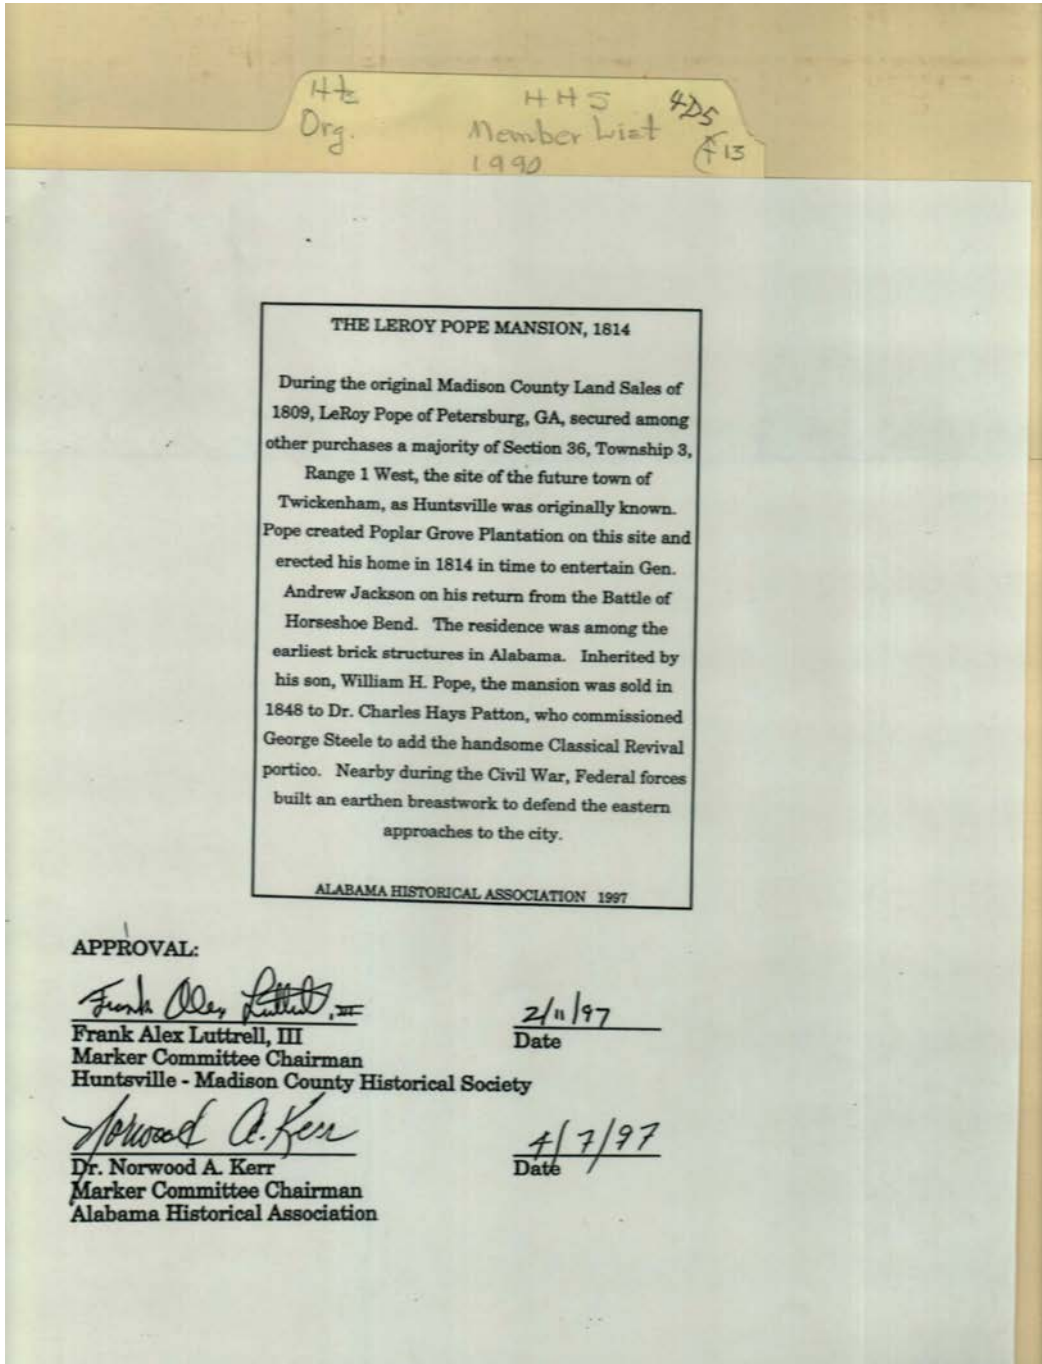 Hts
Org.
HHS
Member List
1990
4D5
F13
THE LEROY POPE MANSION, 1814
During the original Madison County Land Sales of
1809, LeRoy Pope of Petersburg, GA, secured among
other purchases a majority of Section 36, Township 3,
Range 1 West, the site of the future town of
Twickenham, as Huntsville was originally known.
Pope created Poplar Grove Plantation on this site and
erected his home in 1814 in time to entertain Gen.
Andrew Jackson on his return from the Battle of
Horseshoe Bend. The residence was among the
earliest brick structures in Alabama. Inherited by
his son, William H. Pope, the mansion was sold in
1848 to Dr. Charles Hays Patton, who commissioned
George Steele to add the handsome Classical Revival
portico. Nearby during the Civil War, Federal forces
built an earthen breastwork to defend the eastern
approaches to the city.
ALABAMA HISTORICAL ASSOCIATION 1997
APPROVAL:
Frank Alex Luttrell, III
2/11/97
Frank Alex Luttrell, III
Date
Marker Committee Chairman
Huntsville - Madison County Historical Society
Norwood A. Kerr
4/7/97
Dr. Norwood A. Kerr
Date
Marker Committee Chairman
Alabama Historical Association